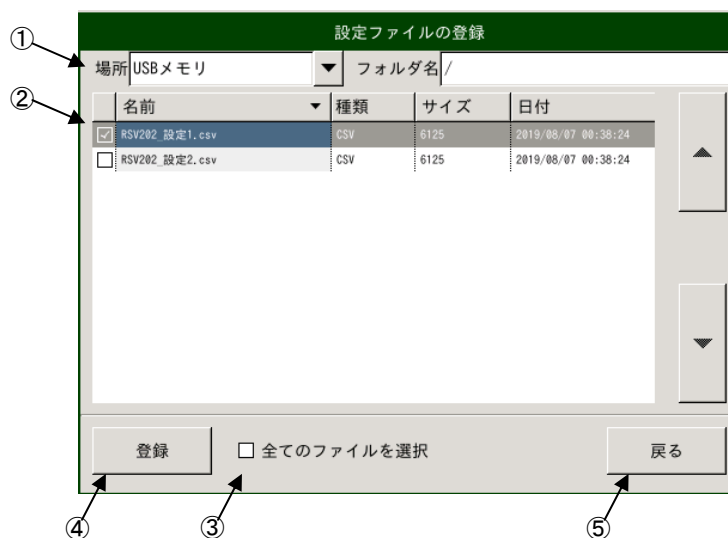 設定ファイルの登録
①
場所 USBメモリ フォルダ名 /
②
名前 種類 サイズ 日付
RSV202_設定1.csv CSV 6125 2019/08/07 00:38:24
RSV202_設定2.csv CSV 6125 2019/08/07 00:38:24
登録 全てのファイルを選択 戻る
④ ③ ⑤